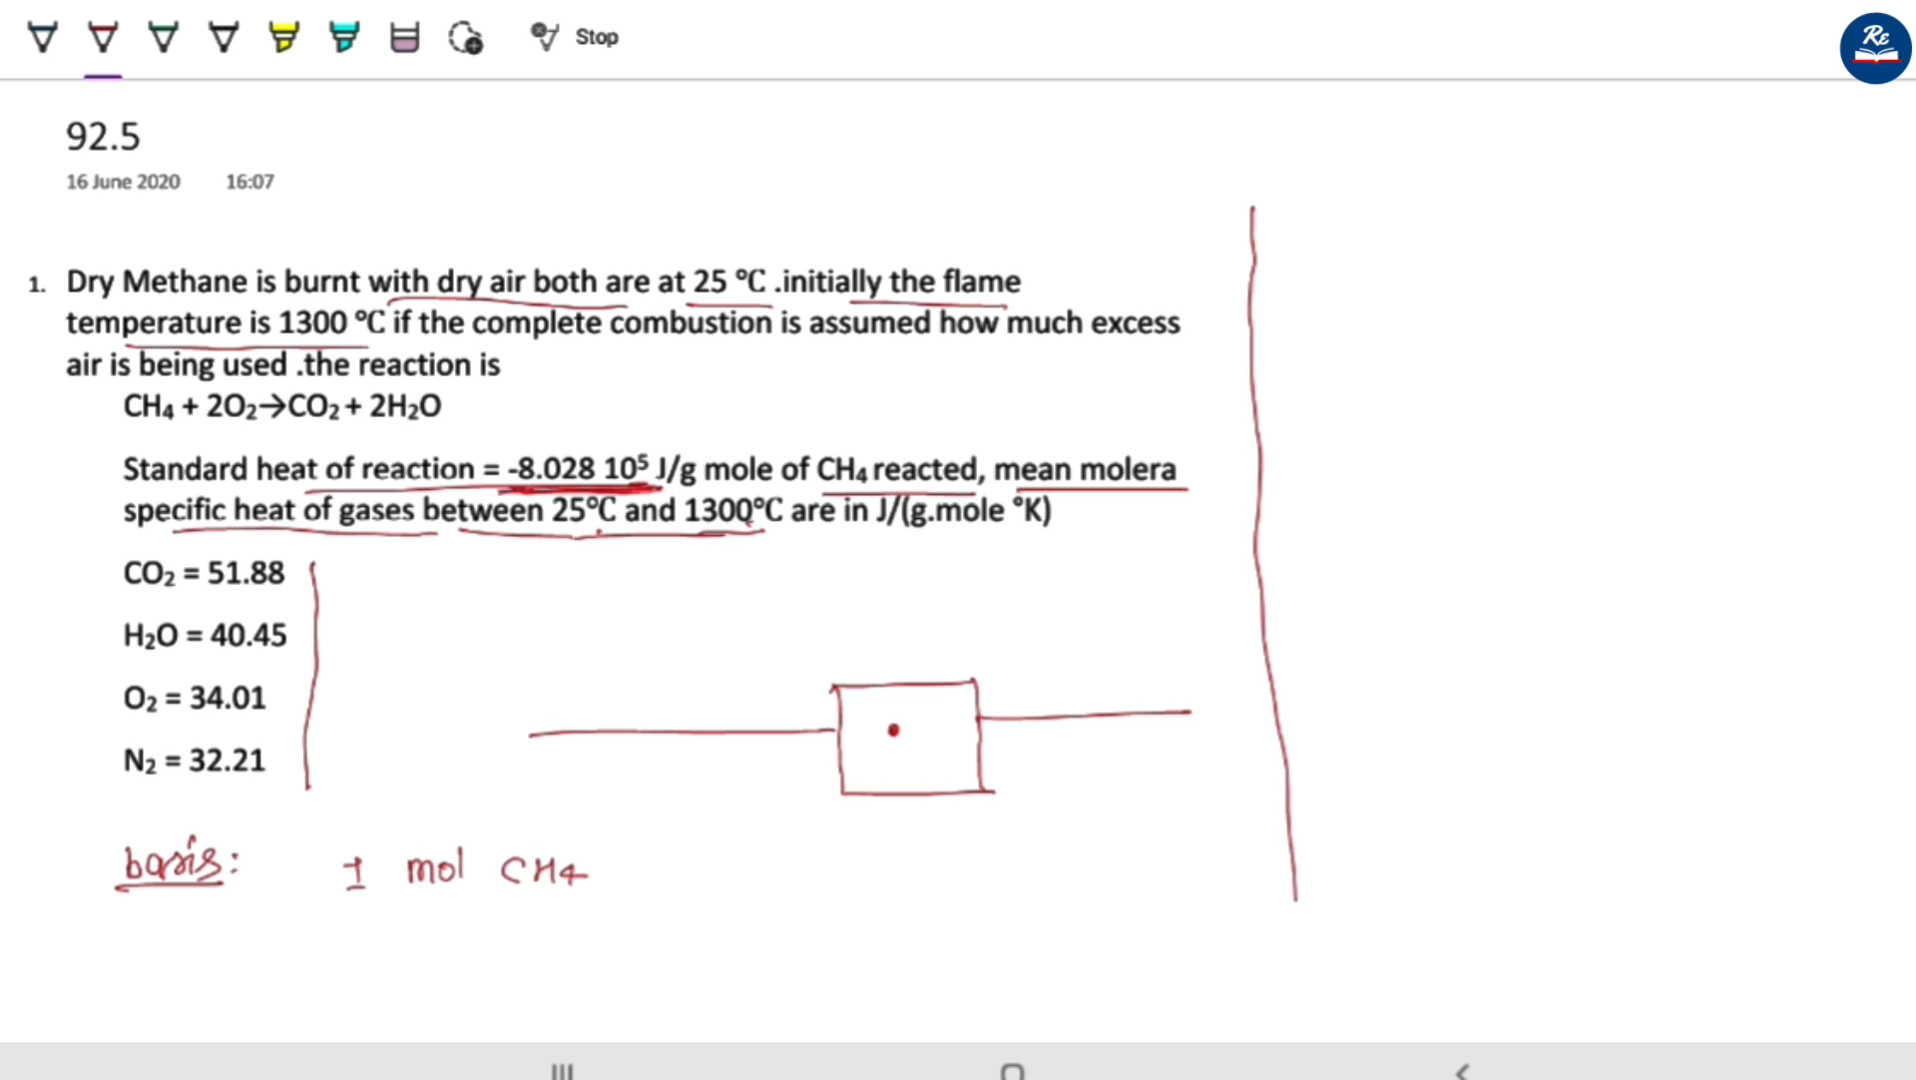 Stop
Rε
92.5
16 June 2020 16:07
1. Dry Methane is burnt with dry air both are at 25 °C .initially the flame
temperature is 1300 °C if the complete combustion is assumed how much excess
air is being used .the reaction is
CH₄ + 2O₂→CO₂ + 2H₂O
Standard heat of reaction = -8.028 10⁵ J/g mole of CH₄ reacted, mean molera
specific heat of gases between 25°C and 1300°C are in J/(g.mole °K)
CO₂ = 51.88
H₂O = 40.45
O₂ = 34.01
N₂ = 32.21
basis: 1 mol CH4